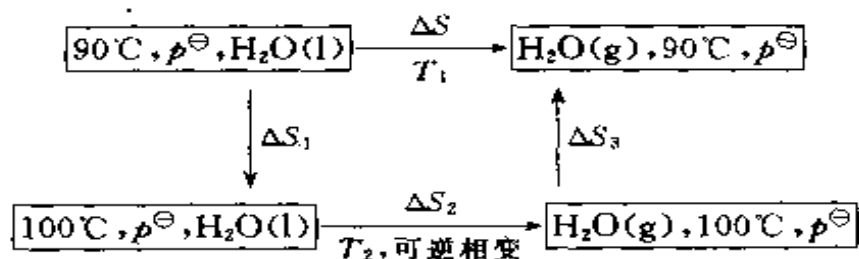 ΔS
90℃,p⊖,H₂O(l) H₂O(g),90℃,p⊖
T₁
ΔS₁ ΔS₃
ΔS₂
100℃,p⊖,H₂O(l) H₂O(g),100℃,p⊖
T₂,可逆相变